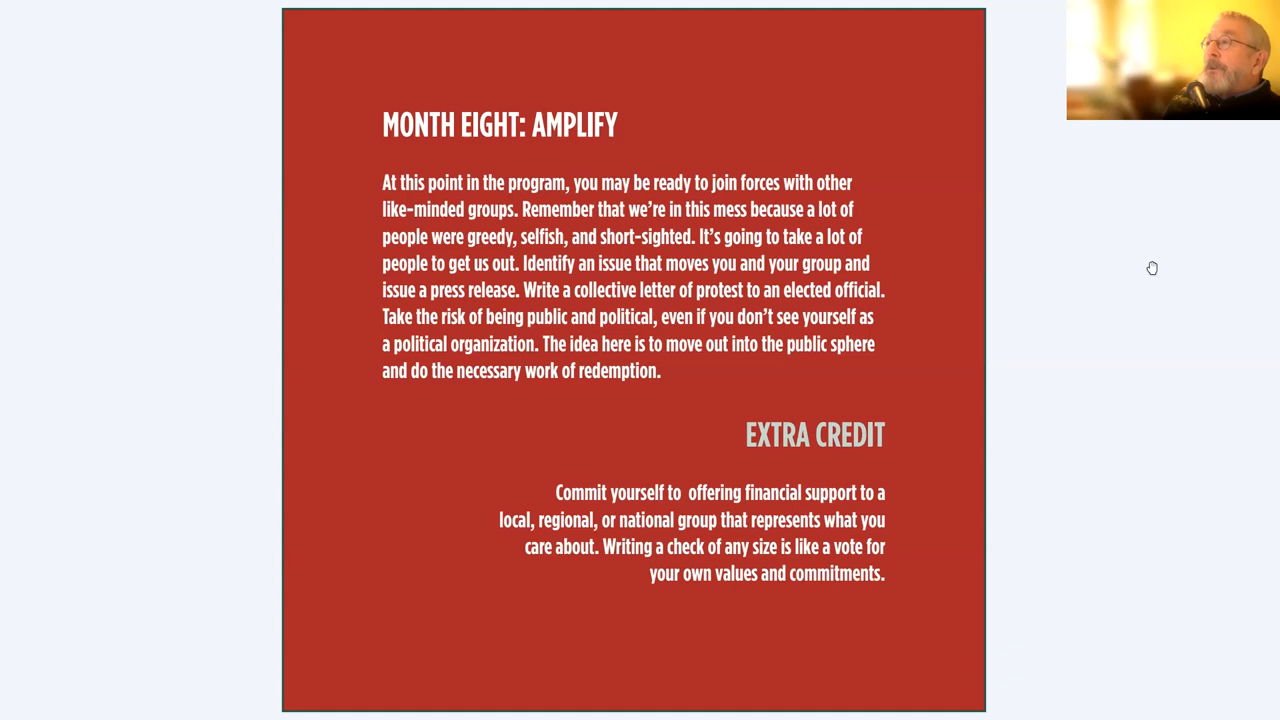 MONTH EIGHT: AMPLIFY
At this point in the program, you may be ready to join forces with other
like-minded groups. Remember that we’re in this mess because a lot of
people were greedy, selfish, and short-sighted. It’s going to take a lot of
people to get us out. Identify an issue that moves you and your group and
issue a press release. Write a collective letter of protest to an elected official.
Take the risk of being public and political, even if you don’t see yourself as
a political organization. The idea here is to move out into the public sphere
and do the necessary work of redemption.
EXTRA CREDIT
Commit yourself to  offering financial support to a
local, regional, or national group that represents what you
care about. Writing a check of any size is like a vote for
your own values and commitments.